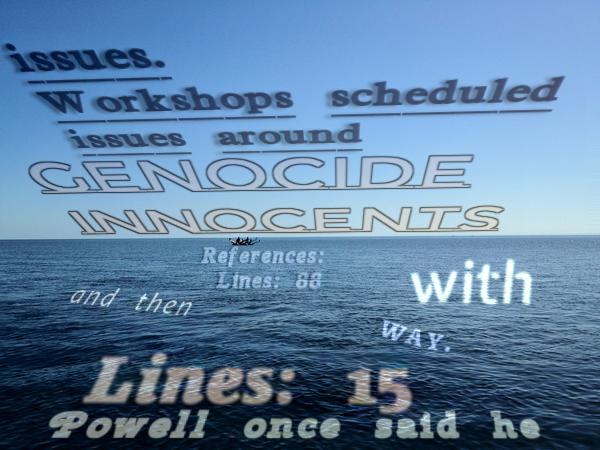 issues.
Workshops scheduled
issues around
GENOCIDE
INNOCENTS
References:
Lines: 88
with
and then
WAY.
Lines: 15
Powell once said he